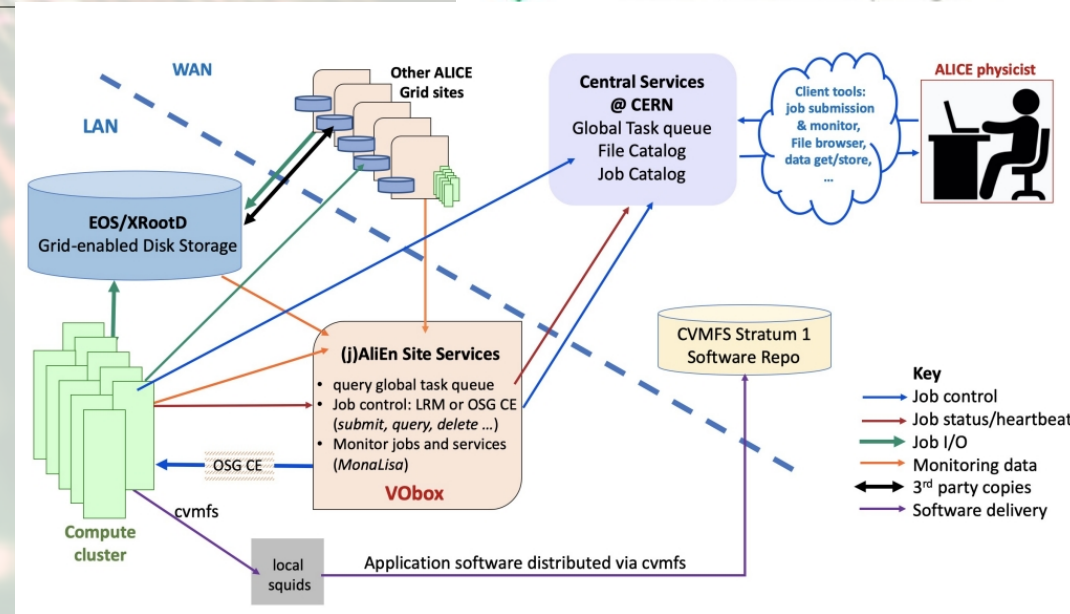 WAN
LAN
Other ALICE
Grid sites
Central Services
@ CERN
Global Task queue
File Catalog
Job Catalog
Client tools:
job submission
& monitor,
File browser,
data get/store,
...
ALICE physicist
EOS/XRootD
Grid-enabled Disk Storage
(j)AliEn Site Services
• query global task queue
• Job control: LRM or OSG CE
(submit, query, delete ...)
• Monitor jobs and services
(MonaLisa)
VObox
OSG CE
Compute
cluster
cvmfs
local
squids
Application software distributed via cvmfs
CVMFS Stratum 1
Software Repo
Key
Job control
Job status/heartbeat
Job I/O
Monitoring data
3rd party copies
Software delivery